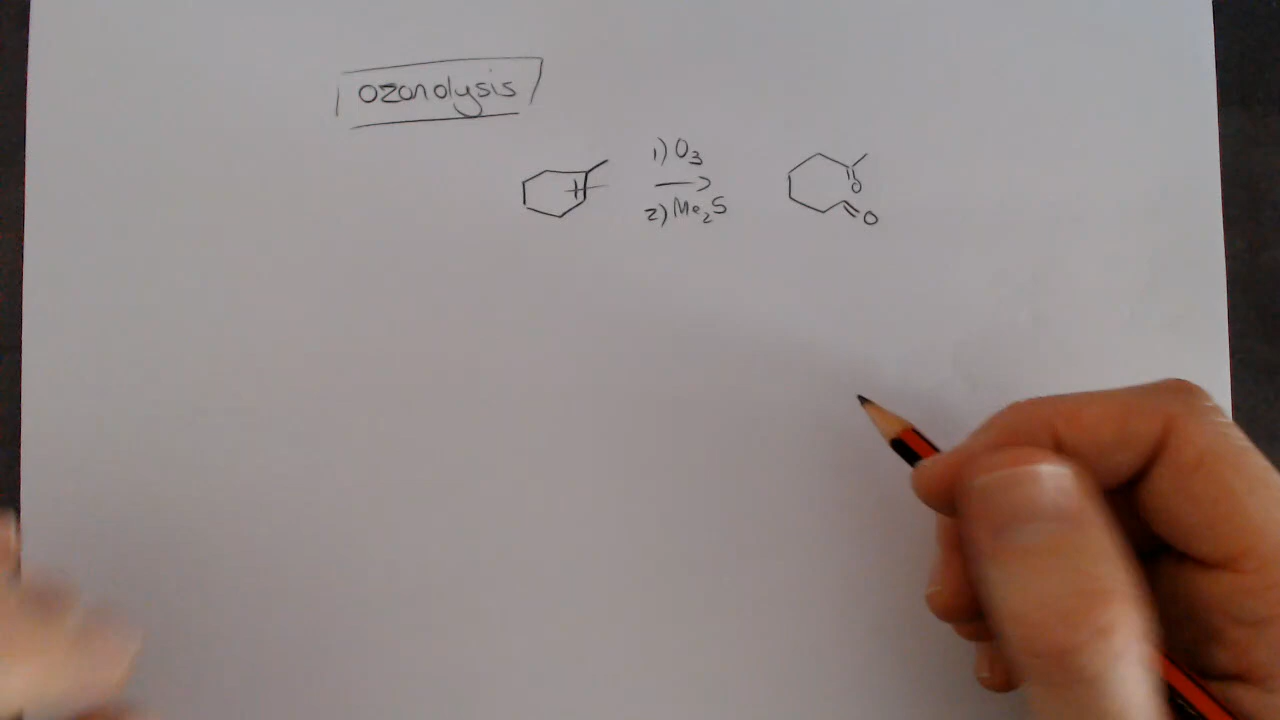 ozonolysis
1) O₃
2) Me₂S
O
O